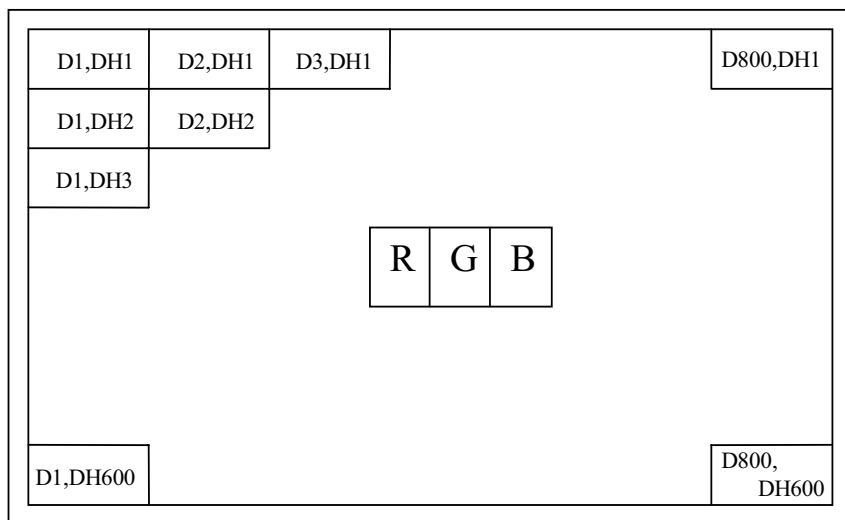 D1,DH1 D2,DH1 D3,DH1 D800,DH1
D1,DH2 D2,DH2
D1,DH3
R G B
D1,DH600 D800,
DH600